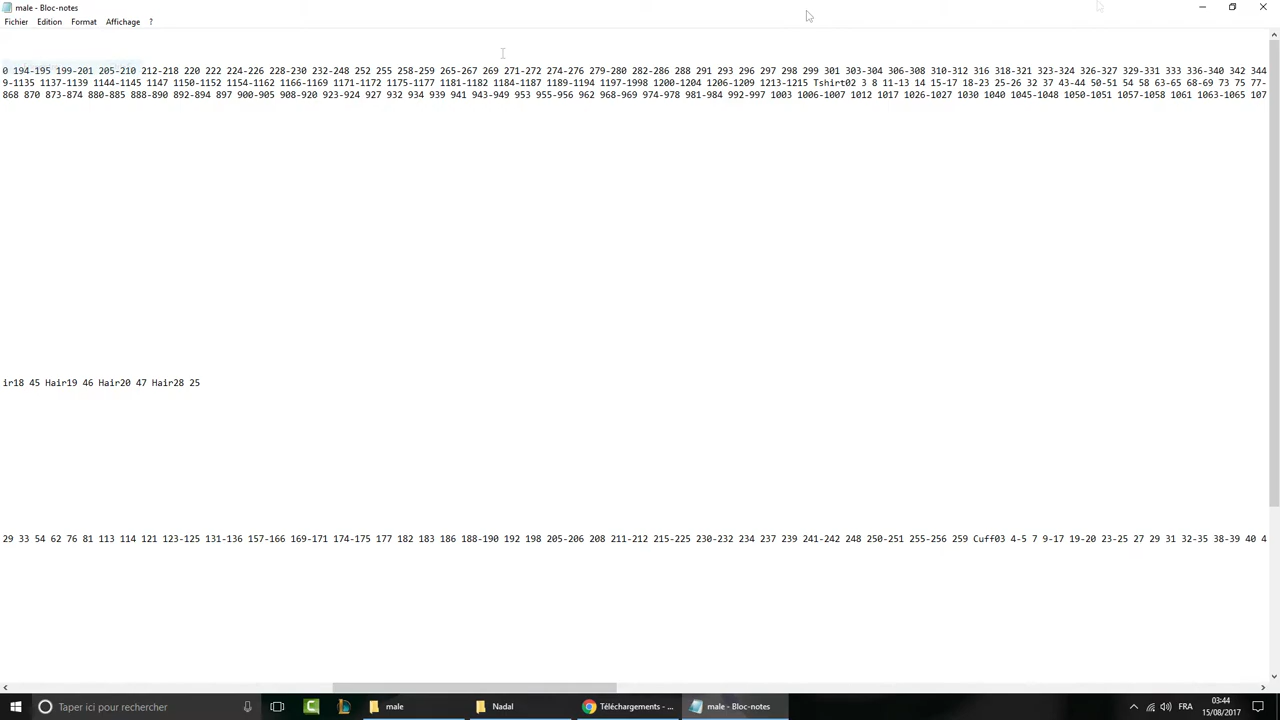 male - Bloc-notes
Fichier Edition Format Affichage ?
0 194-195 199-201 205-210 212-218 220 222 224-226 228-230 232-248 252 255 258-259 265-267 269 271-272 274-276 279-280 282-286 288 291 293 296 297 298 299 301 303-304 306-308 310-312 316 318-321 323-324 326-327 329-331 333 336-340 342 344
9-1135 1137-1139 1144-1145 1147 1150-1152 1154-1162 1166-1169 1171-1172 1175-1177 1181-1182 1184-1187 1189-1194 1197-1998 1200-1204 1206-1209 1213-1215 Tshirt02 3 8 11-13 14 15-17 18-23 25-26 32 37 43-44 50-51 54 58 63-65 68-69 73 75 77-
868 870 873-874 880-885 888-890 892-894 897 900-905 908-920 923-924 927 932 934 939 941 943-949 953 955-956 962 968-969 974-978 981-984 992-997 1003 1006-1007 1012 1017 1026-1027 1030 1040 1045-1048 1050-1051 1057-1058 1061 1063-1065 107
ir18 45 Hair19 46 Hair20 47 Hair28 25
29 33 54 62 76 81 113 114 121 123-125 131-136 157-166 169-171 174-175 177 182 183 186 188-190 192 198 205-206 208 211-212 215-225 230-232 234 237 239 241-242 248 250-251 255-256 259 Cuff03 4-5 7 9-17 19-20 23-25 27 29 31 32-35 38-39 40 4
Taper ici pour rechercher
male
Nadal
Téléchargements - ...
male - Bloc-notes
FRA
03:44
15/08/2017